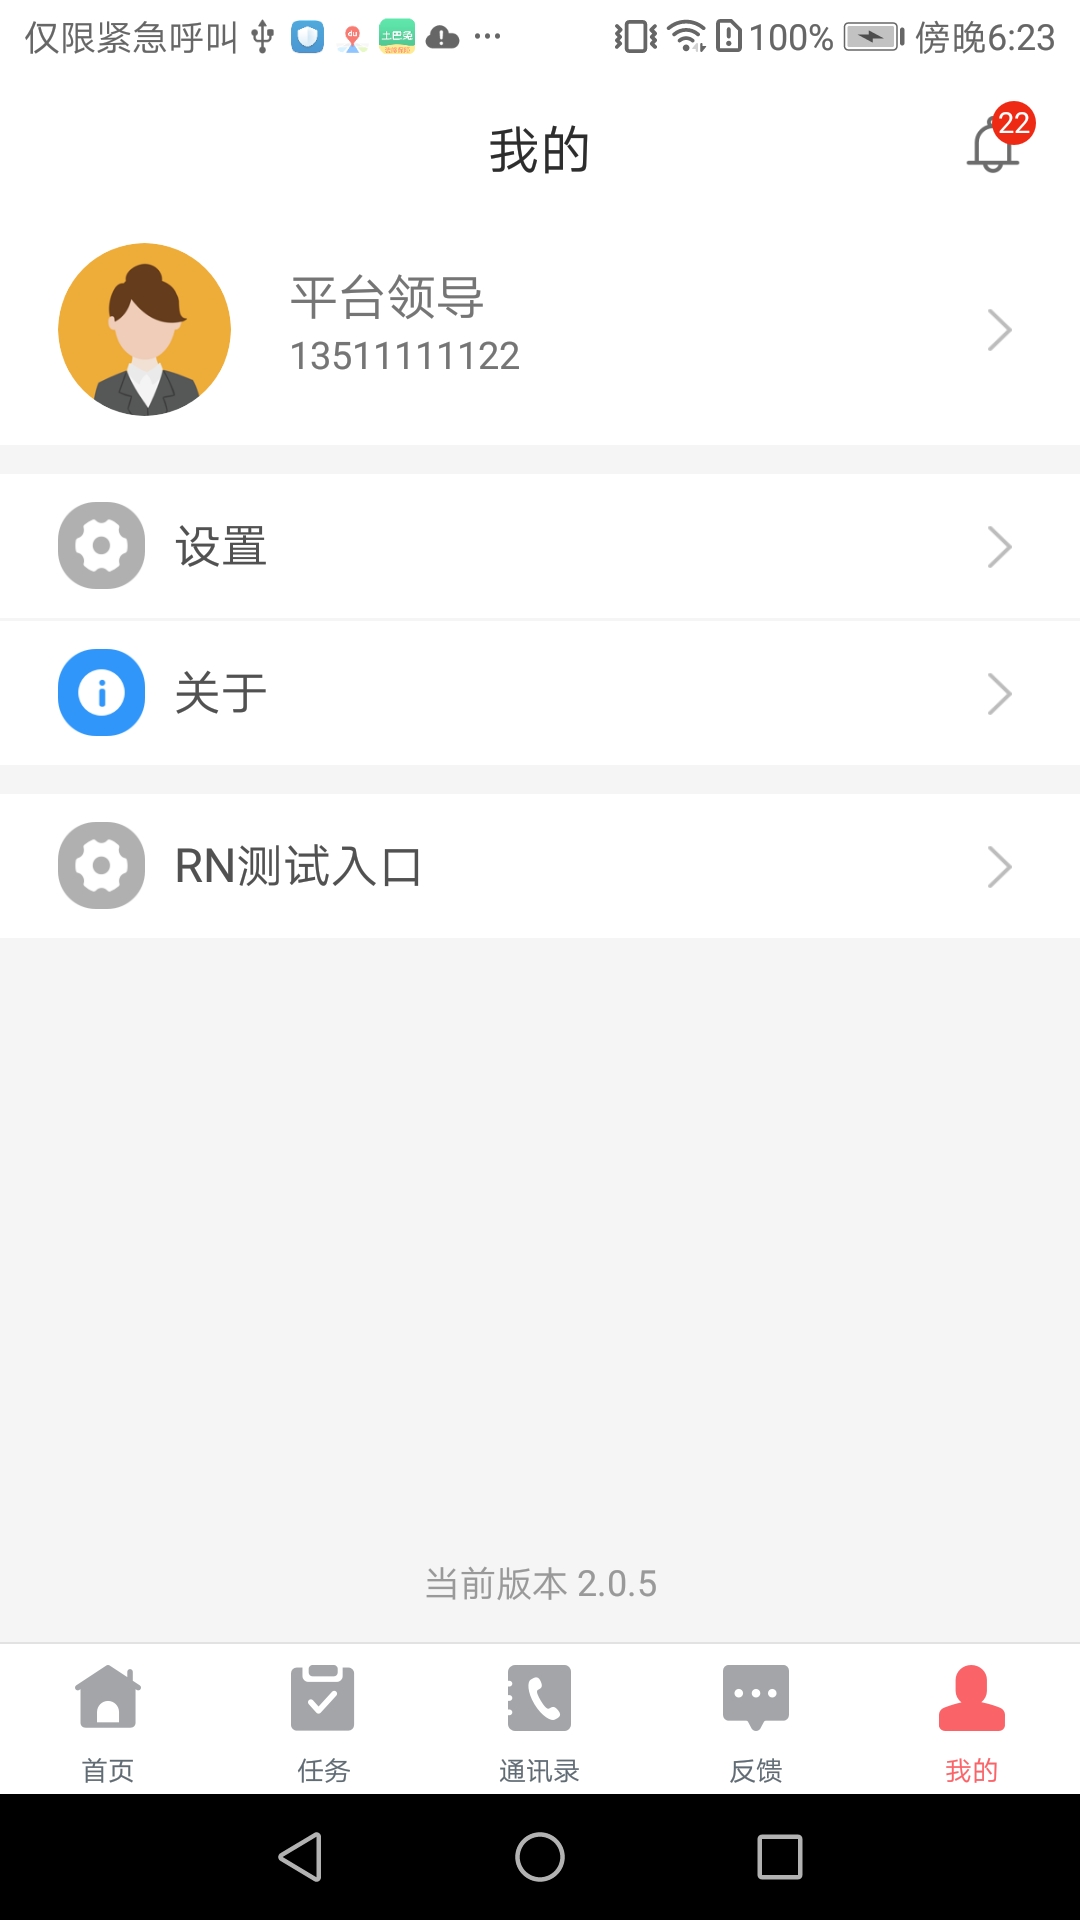 仅限紧急呼叫 100% 傍晚6:23
我的
22
平台领导
13511111122
设置
关于
RN测试入口
当前版本 2.0.5
首页 任务 通讯录 反馈 我的